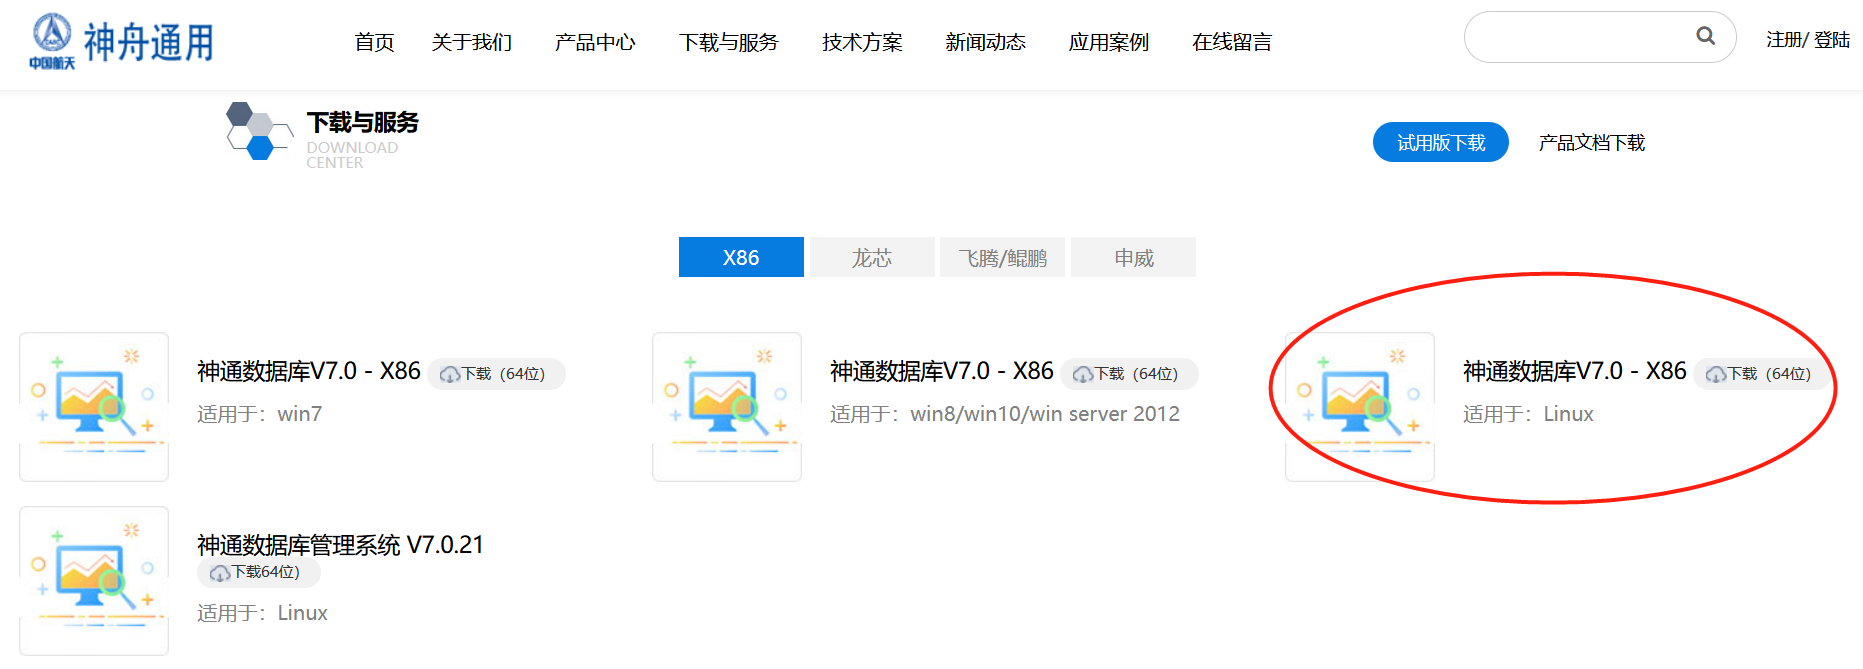 神舟通用
中国航天
首页 关于我们 产品中心 下载与服务 技术方案 新闻动态 应用案例 在线留言
注册/ 登陆
下载与服务
DOWNLOAD
CENTER
试用版下载 产品文档下载
X86 龙芯 飞腾/鲲鹏 申威
神通数据库V7.0 - X86 下载（64位）
适用于：win7
神通数据库V7.0 - X86 下载（64位）
适用于：win8/win10/win server 2012
神通数据库V7.0 - X86 下载（64位）
适用于：Linux
神通数据库管理系统 V7.0.21
下载64位）
适用于：Linux